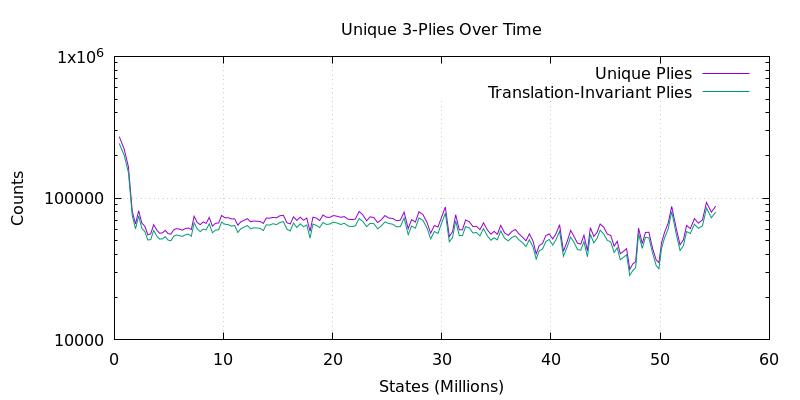 Unique 3-Plies Over Time
1x10^6
Unique Plies
Translation-Invariant Plies
100000
10000
Counts
0 10 20 30 40 50 60
States (Millions)